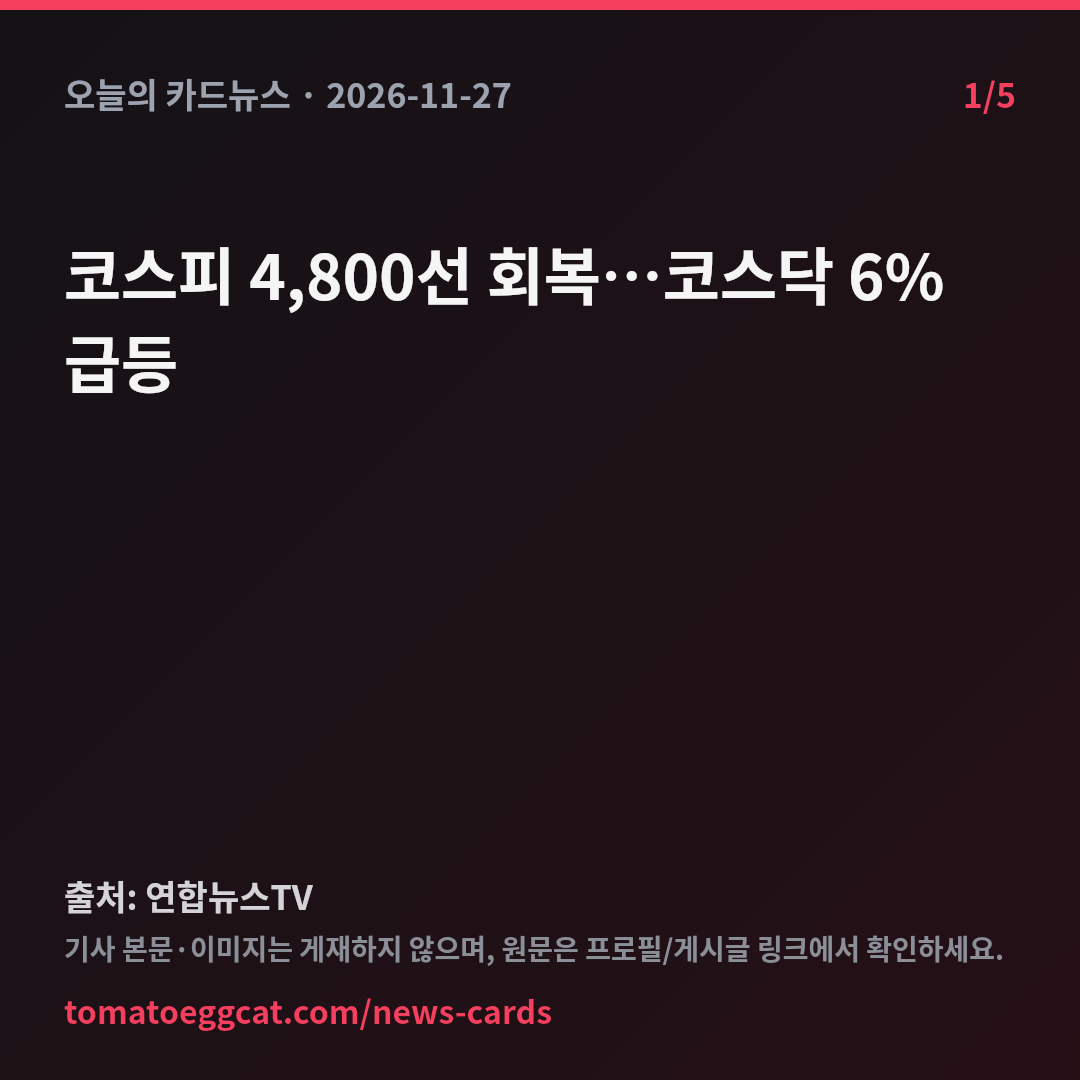 오늘의 카드뉴스 · 2026-11-27
1/5
코스피 4,800선 회복…코스닥 6%
급등
출처: 연합뉴스TV
기사 본문·이미지는 게재하지 않으며, 원문은 프로필/게시글 링크에서 확인하세요.
tomatoeggcat.com/news-cards